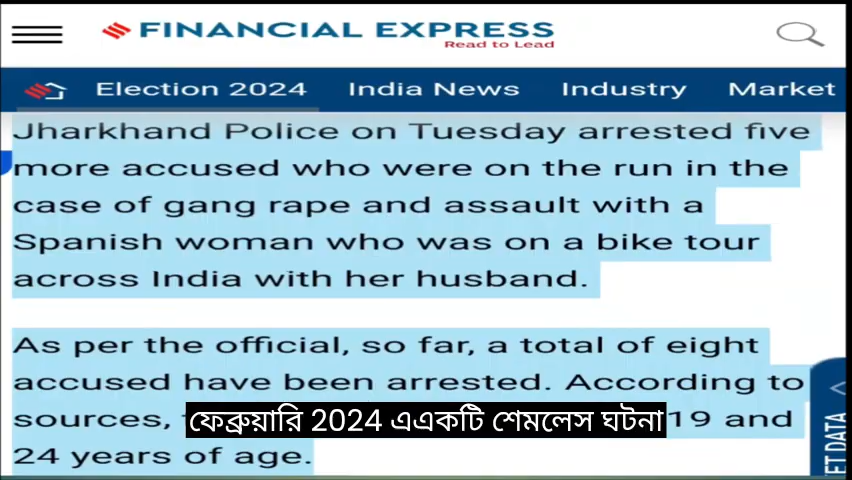 FINANCIAL EXPRESS
Read to Lead
Election 2024 India News Industry Market
Jharkhand Police on Tuesday arrested five
more accused who were on the run in the
case of gang rape and assault with a
Spanish woman who was on a bike tour
across India with her husband.
As per the official, so far, a total of eight
accused have been arrested. According to
sources, 19 and
ফেব্রুয়ারি 2024 এএকটি শেমলেস ঘটনা
24 years of age.
ET DATA